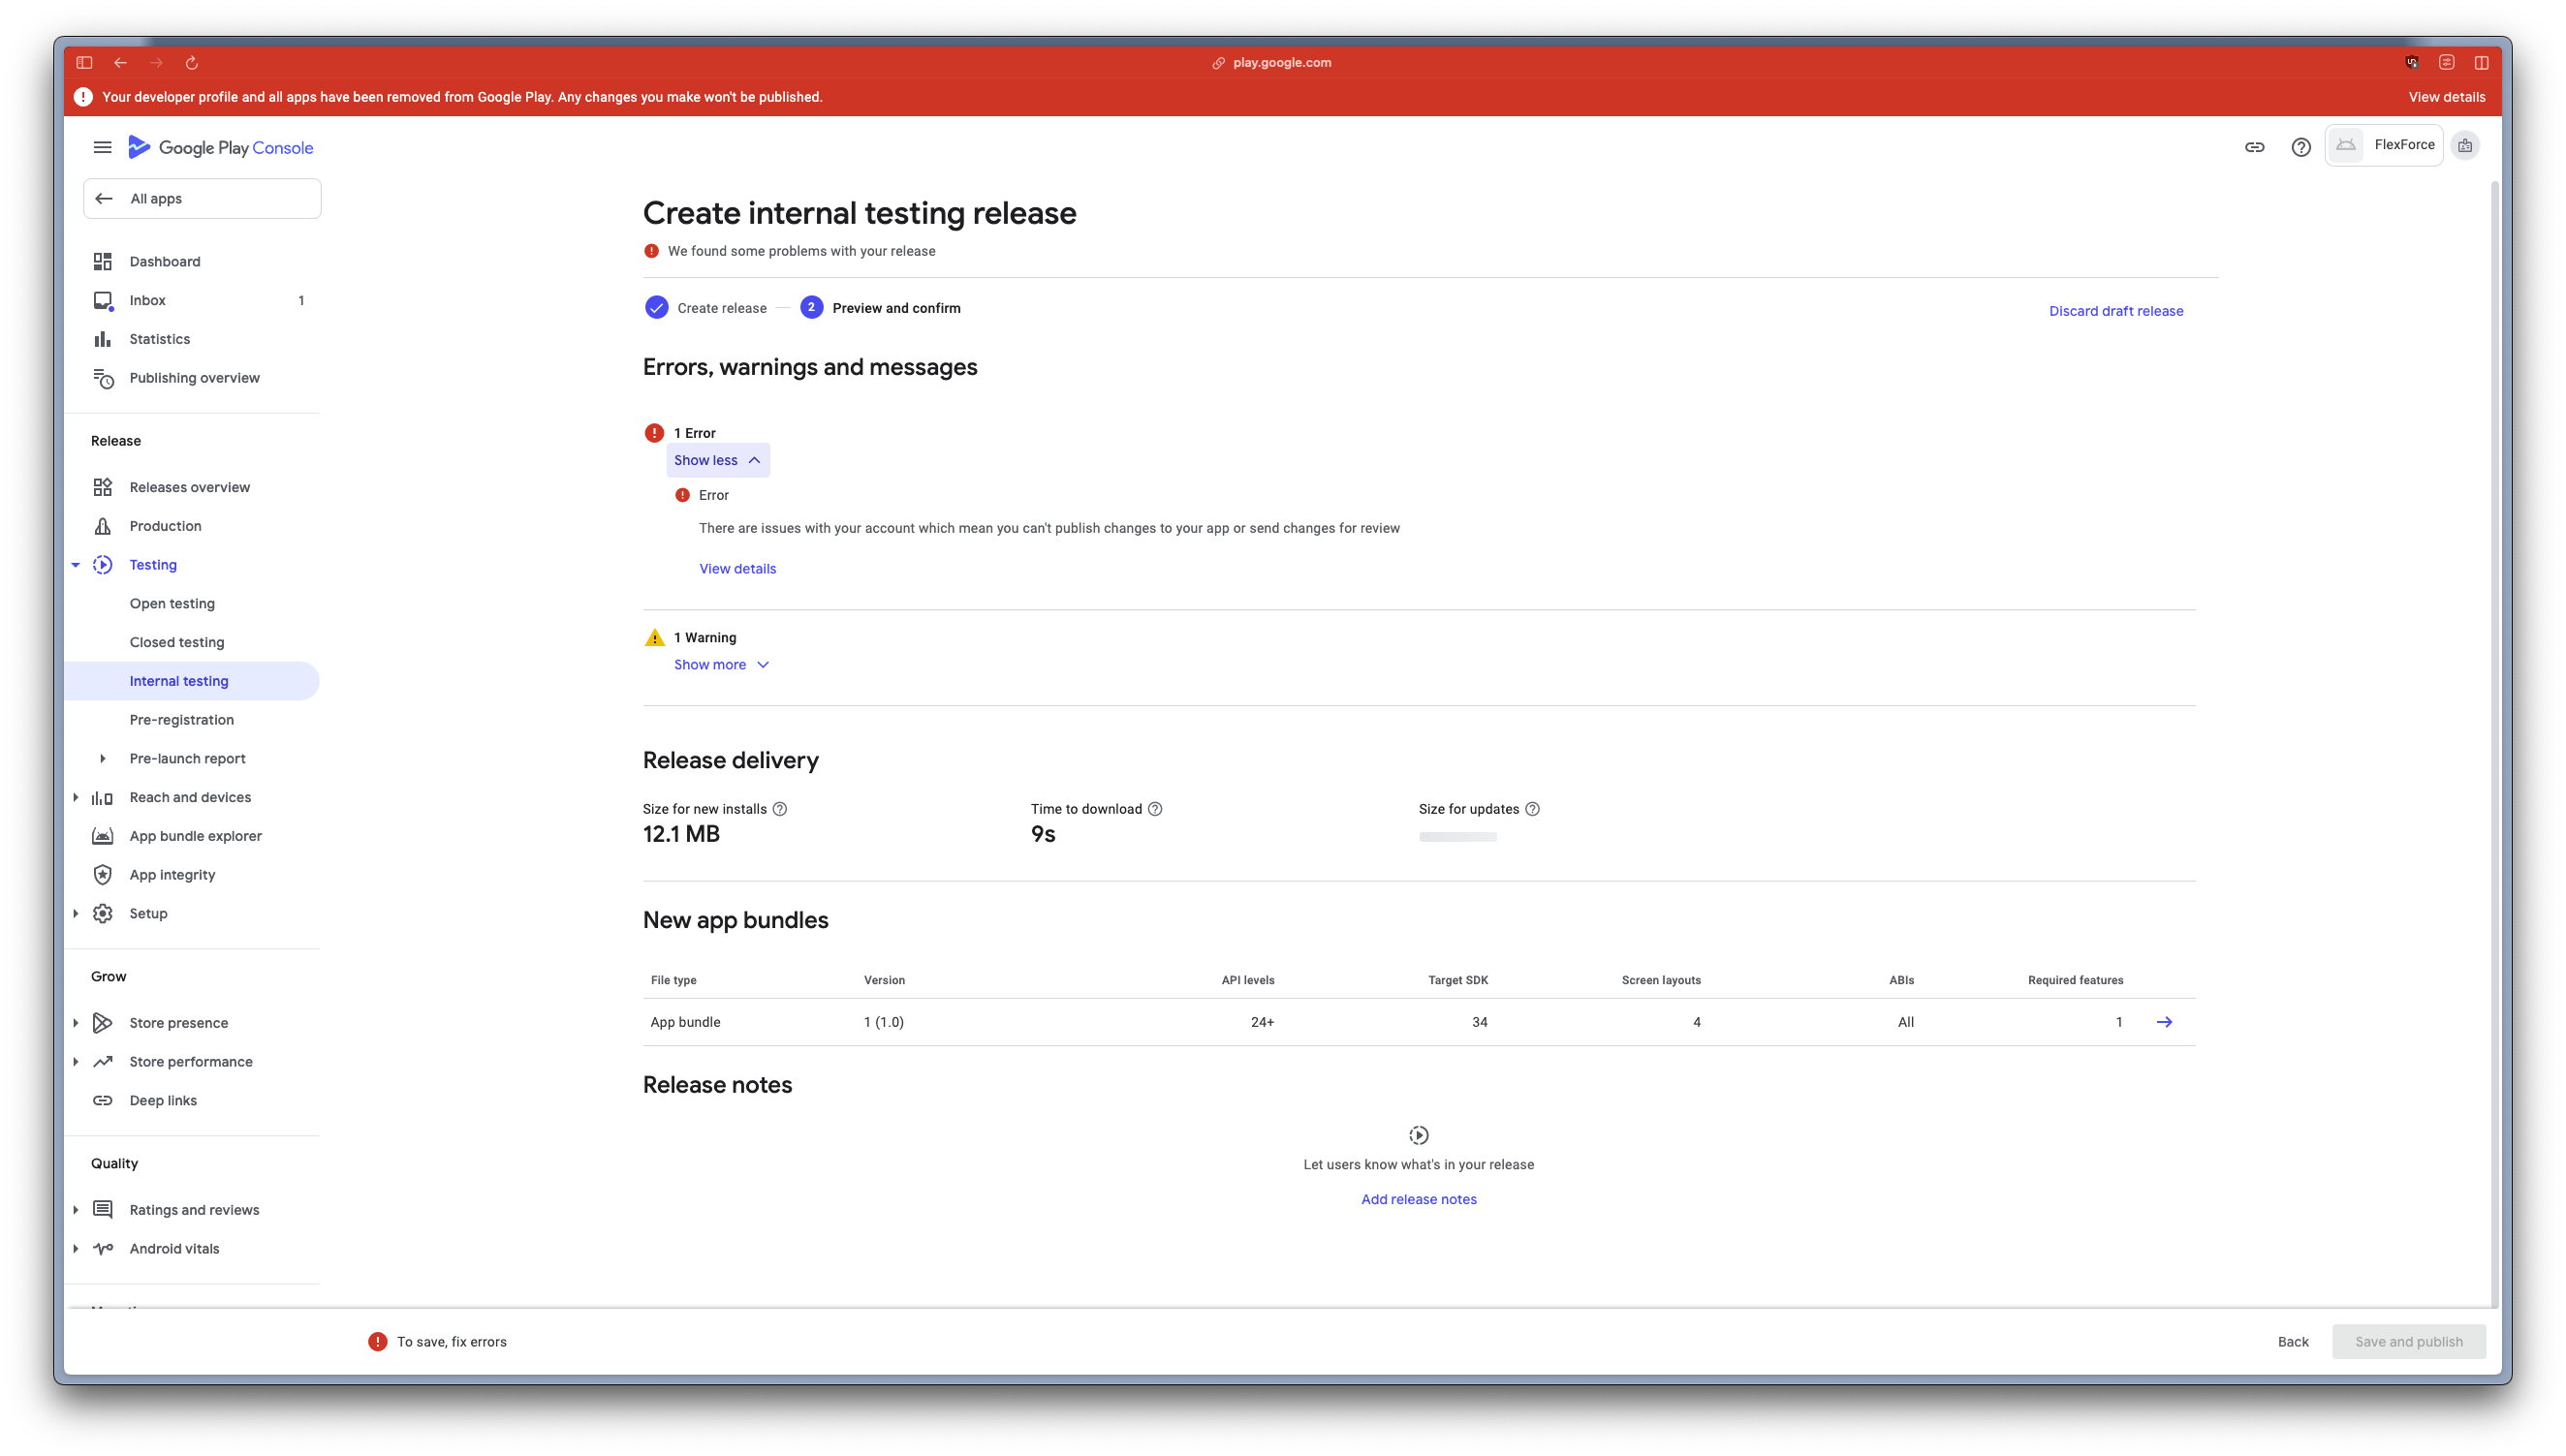 play.google.com
Your developer profile and all apps have been removed from Google Play. Any changes you make won't be published.
View details
Google Play Console
FlexForce
All apps
Dashboard
Inbox 1
Statistics
Publishing overview
Release
Releases overview
Production
Testing
Open testing
Closed testing
Internal testing
Pre-registration
Pre-launch report
Reach and devices
App bundle explorer
App integrity
Setup
Grow
Store presence
Store performance
Deep links
Quality
Ratings and reviews
Android vitals
Create internal testing release
We found some problems with your release
Create release
2 Preview and confirm
Discard draft release
Errors, warnings and messages
1 Error
Show less
Error
There are issues with your account which mean you can't publish changes to your app or send changes for review
View details
1 Warning
Show more
Release delivery
Size for new installs
12.1 MB
Time to download
9s
Size for updates
New app bundles
File type Version API levels Target SDK Screen layouts ABIs Required features
App bundle 1 (1.0) 24+ 34 4 All 1
Release notes
Let users know what's in your release
Add release notes
To save, fix errors
Back
Save and publish